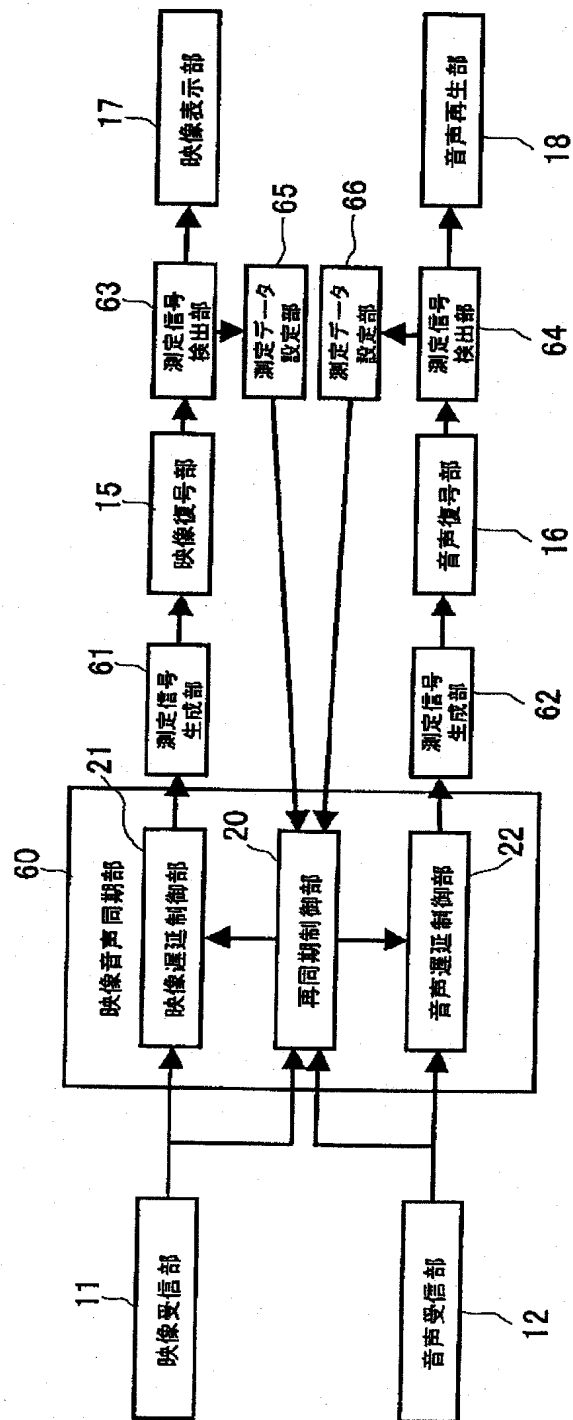 11
映像受信部
12
音声受信部
60
映像音声同期部
21
映像遅延制御部
20
再同期制御部
22
音声遅延制御部
61
測定信号
生成部
62
測定信号
生成部
15
映像復号部
16
音声復号部
63
測定信号
検出部
64
測定信号
検出部
65
測定データ
設定部
66
測定データ
設定部
17
映像表示部
18
音声再生部